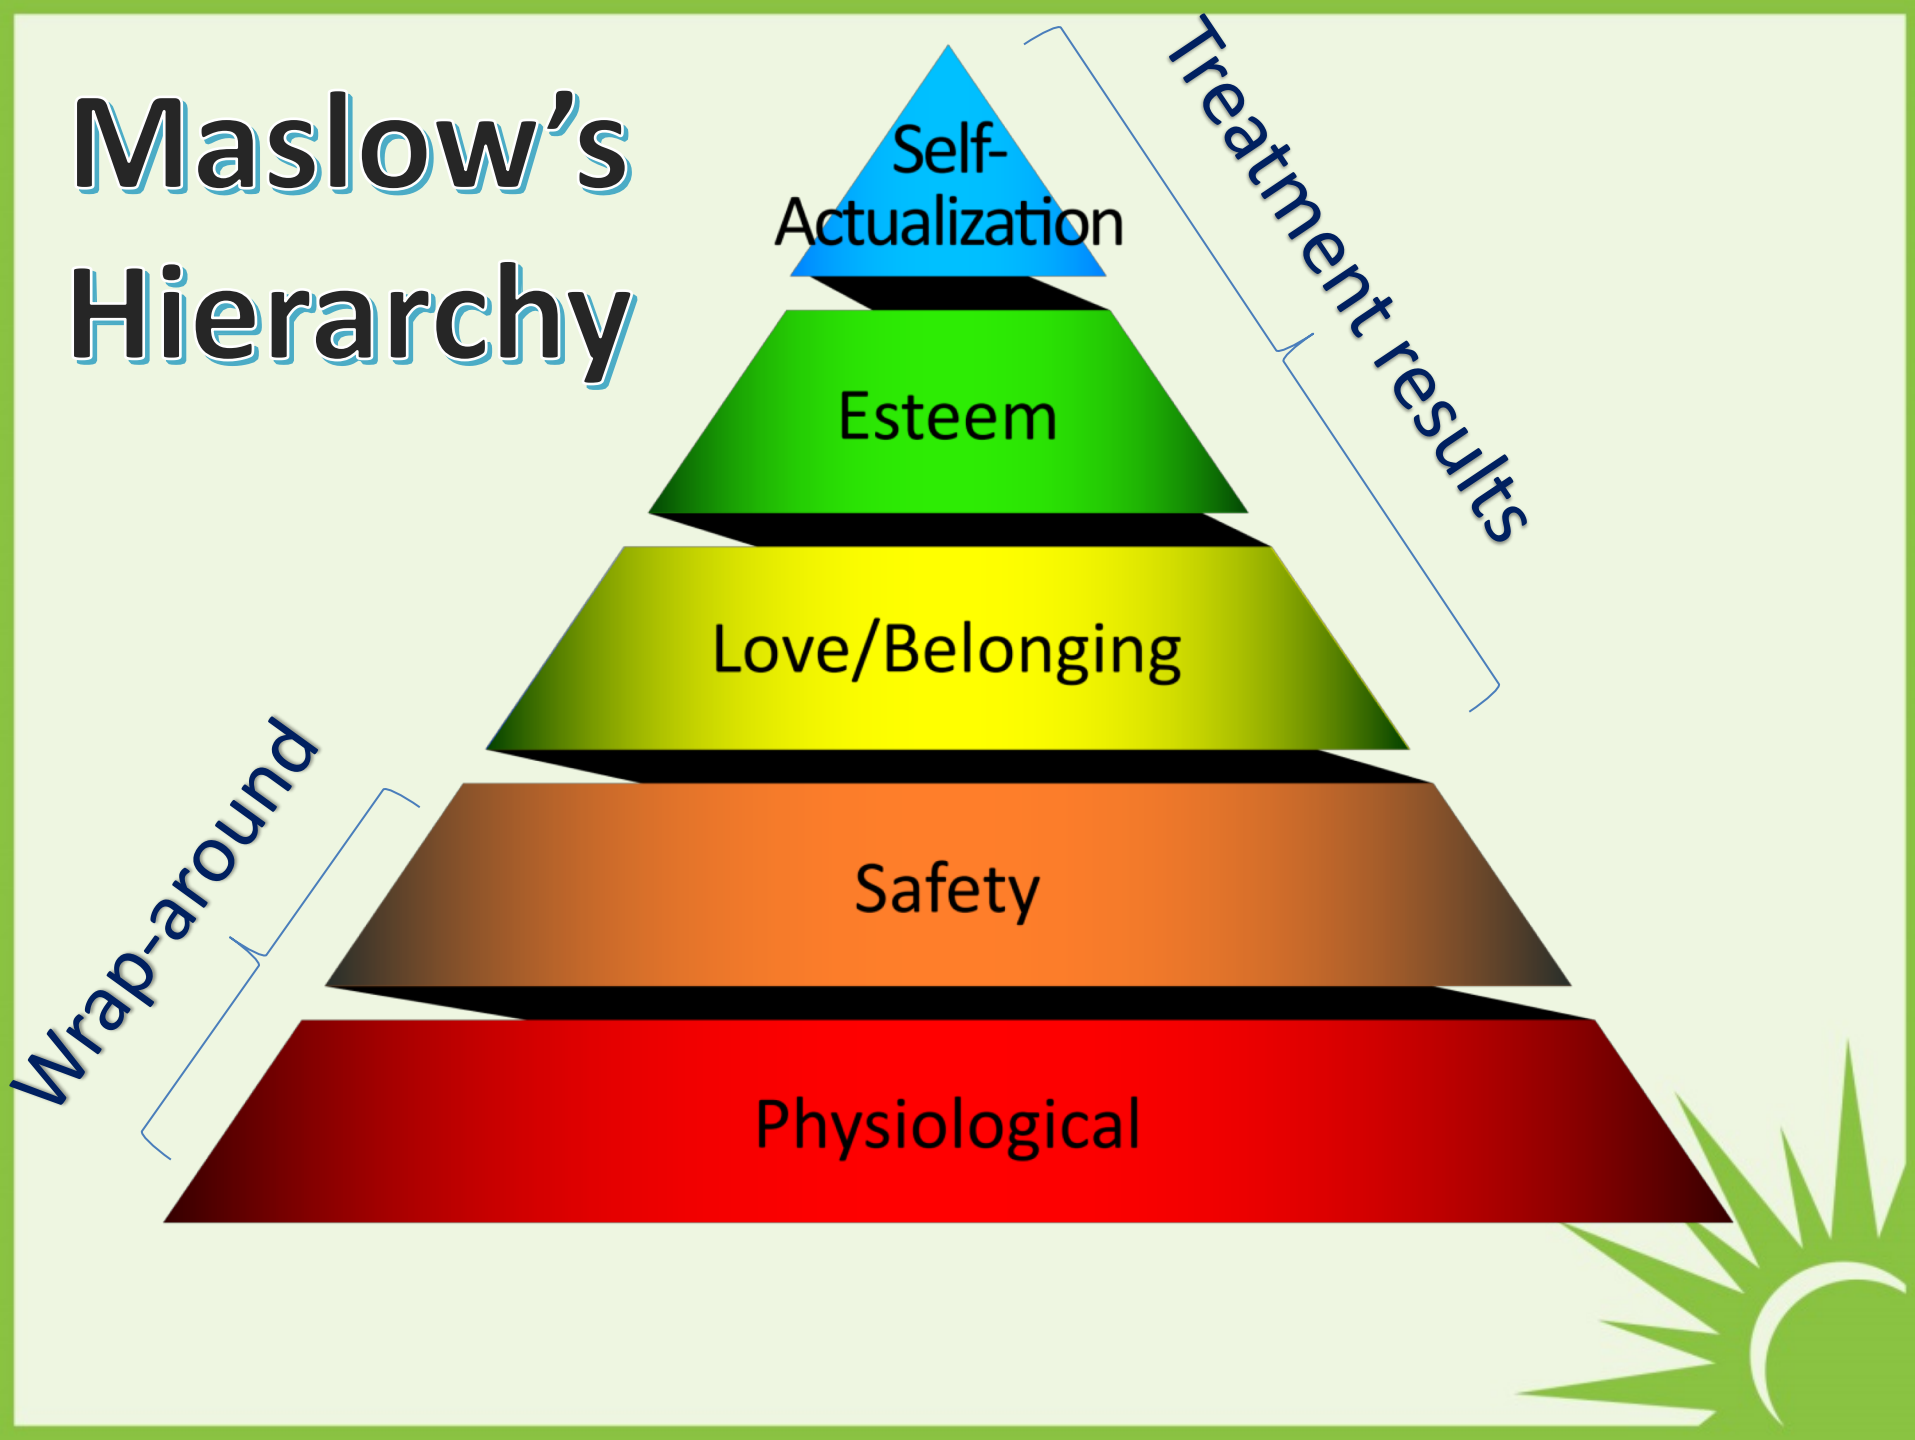 Maslow’s
Hierarchy
Self-
Actualization
Esteem
Love/Belonging
Safety
Physiological
Treatment results
Wrap-around